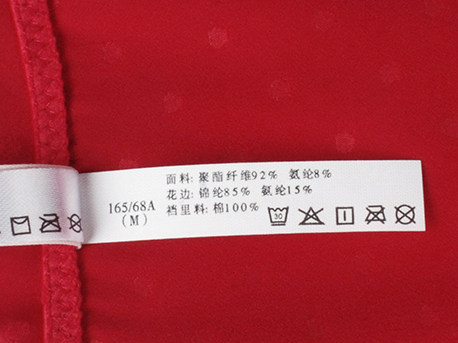 面料: 聚酯纤维92% 氨纶8%
花边: 锦纶85% 氨纶15%
裆里料: 棉100%
165/68A
(M)
30